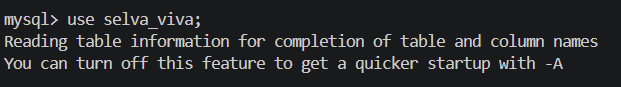 mysql> use selva_viva;
Reading table information for completion of table and column names
You can turn off this feature to get a quicker startup with -A